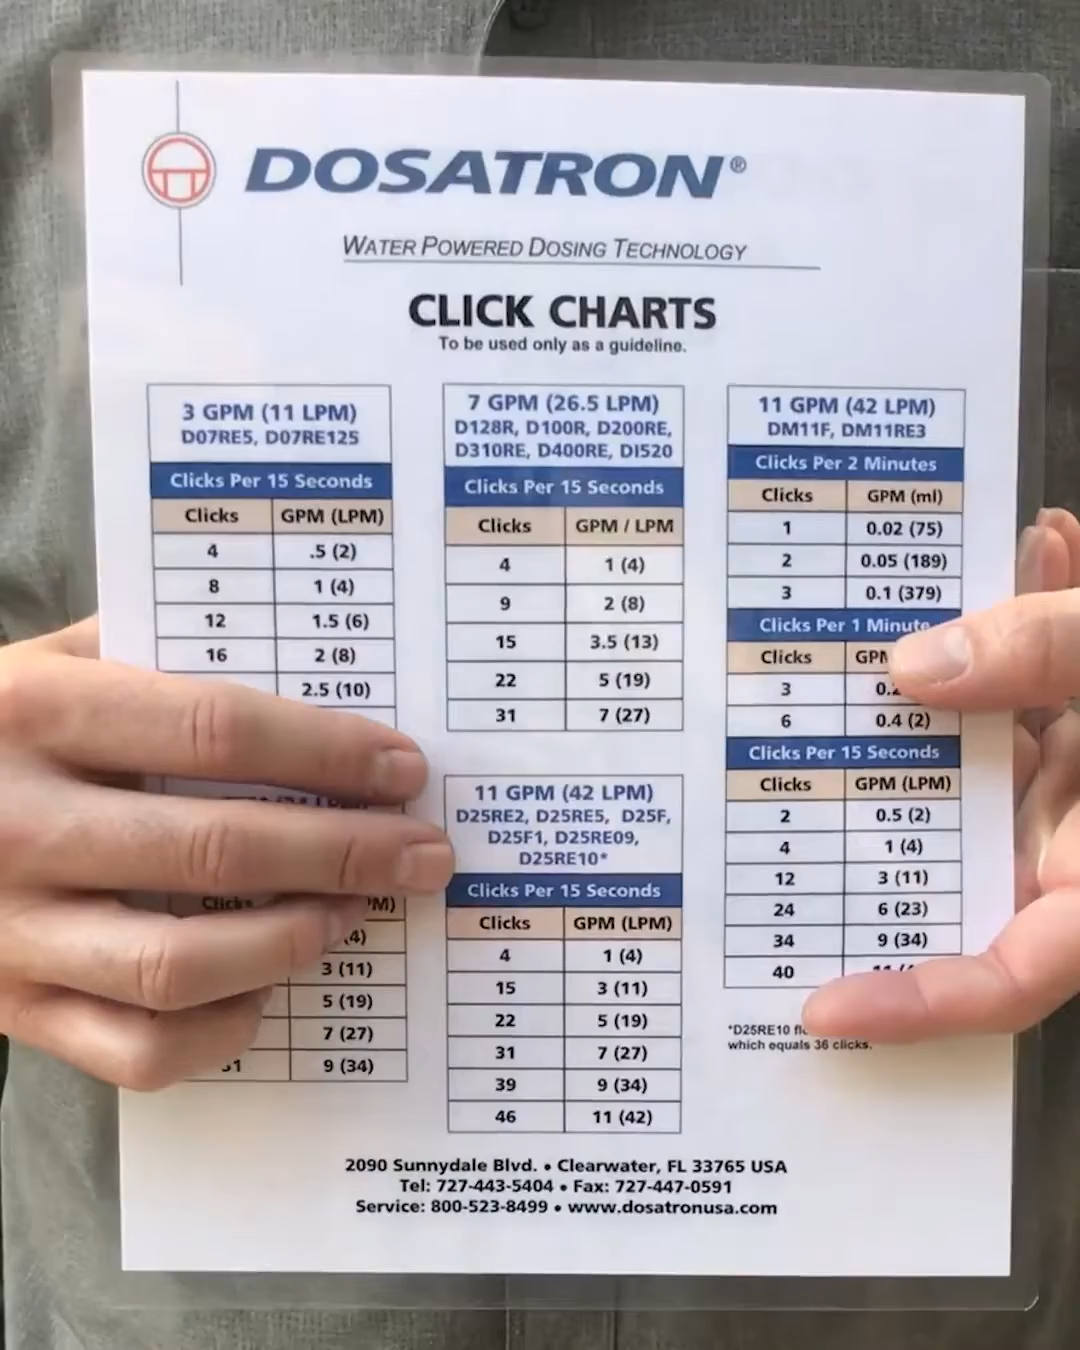 DOSATRON®
WATER POWERED DOSING TECHNOLOGY
CLICK CHARTS
To be used only as a guideline.
3 GPM (11 LPM)
D07RE5, D07RE125
Clicks Per 15 Seconds
Clicks GPM (LPM)
4 .5 (2)
8 1 (4)
12 1.5 (6)
16 2 (8)
2.5 (10)
Clicks
(4)
3 (11)
5 (19)
7 (27)
9 (34)
7 GPM (26.5 LPM)
D128R, D100R, D200RE,
D310RE, D400RE, DI520
Clicks Per 15 Seconds
Clicks GPM / LPM
4 1 (4)
9 2 (8)
15 3.5 (13)
22 5 (19)
31 7 (27)
11 GPM (42 LPM)
D25RE2, D25RE5, D25F,
D25F1, D25RE09,
D25RE10*
Clicks Per 15 Seconds
Clicks GPM (LPM)
4 1 (4)
15 3 (11)
22 5 (19)
31 7 (27)
39 9 (34)
46 11 (42)
11 GPM (42 LPM)
DM11F, DM11RE3
Clicks Per 2 Minutes
Clicks GPM (ml)
1 0.02 (75)
2 0.05 (189)
3 0.1 (379)
Clicks Per 1 Minute
Clicks
3
6 0.4 (2)
Clicks Per 15 Seconds
Clicks GPM (LPM)
2 0.5 (2)
4 1 (4)
12 3 (11)
24 6 (23)
34 9 (34)
40
*D25RE10
which equals 36 clicks.
2090 Sunnydale Blvd. • Clearwater, FL 33765 USA
Tel: 727-443-5404 • Fax: 727-447-0591
Service: 800-523-8499 • www.dosatronusa.com